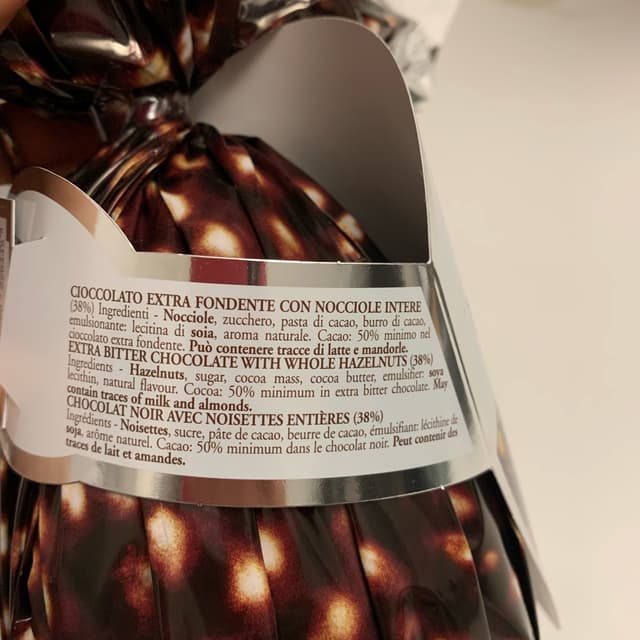 CIOCCOLATO EXTRA FONDENTE CON NOCCIOLE INTERE
(38%) Ingredienti - Nocciole, zucchero, pasta di cacao, burro di cacao,
emulsionante: lecitina di soia, aroma naturale. Cacao: 50% minimo nel
cioccolato extra fondente. Può contenere tracce di latte e mandorle.
EXTRA BITTER CHOCOLATE WITH WHOLE HAZELNUTS (38%)
Ingredients - Hazelnuts, sugar, cocoa mass, cocoa butter, emulsifier: soya
lecithin, natural flavour. Cocoa: 50% minimum in extra bitter chocolate. May
contain traces of milk and almonds.
CHOCOLAT NOIR AVEC NOISETTES ENTIÈRES (38%)
Ingrédients - Noisettes, sucre, pâte de cacao, beurre de cacao, émulsifiant: lécithine de
soja, arôme naturel. Cacao: 50% minimum dans le chocolat noir. Peut contenir des
traces de lait et amandes.